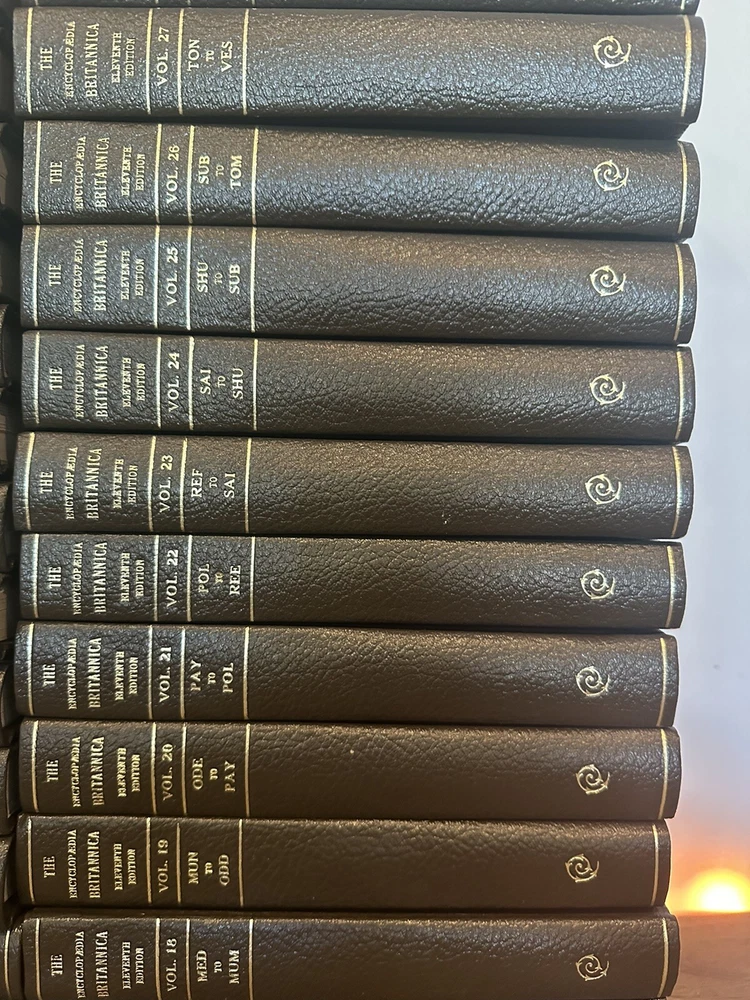 THE
ENCYCLOPÆDIA
BRITANNICA
ELEVENTH
EDITION
VOL. 27
TON
TO
VES
THE
ENCYCLOPÆDIA
BRITANNICA
ELEVENTH
EDITION
VOL. 26
SUB
TO
TOM
THE
ENCYCLOPÆDIA
BRITANNICA
ELEVENTH
EDITION
VOL. 25
SHU
TO
SUB
THE
ENCYCLOPÆDIA
BRITANNICA
ELEVENTH
EDITION
VOL. 24
SAI
TO
SHU
THE
ENCYCLOPÆDIA
BRITANNICA
ELEVENTH
EDITION
VOL. 23
REF
TO
SAI
THE
ENCYCLOPÆDIA
BRITANNICA
ELEVENTH
EDITION
VOL. 22
POL
TO
REE
THE
ENCYCLOPÆDIA
BRITANNICA
ELEVENTH
EDITION
VOL. 21
PAY
TO
POL
THE
ENCYCLOPÆDIA
BRITANNICA
ELEVENTH
EDITION
VOL. 20
ODE
TO
PAY
THE
ENCYCLOPÆDIA
BRITANNICA
ELEVENTH
EDITION
VOL. 19
MUN
TO
ODD
THE
ENCYCLOPÆDIA
BRITANNICA
ELEVENTH
EDITION
VOL. 18
MED
TO
MUM